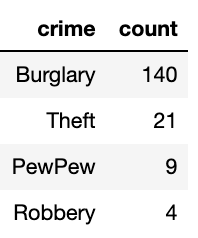 crime count
Burglary 140
Theft 21
PewPew 9
Robbery 4